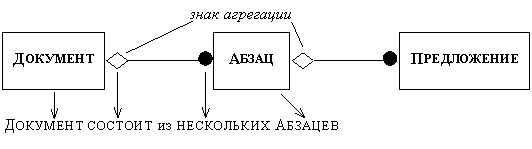 знак агрегации
ДОКУМЕНТ АБЗАЦ ПРЕДЛОЖЕНИЕ
ДОКУМЕНТ СОСТОИТ из НЕСКОЛЬКИХ АБЗАЦЕВ